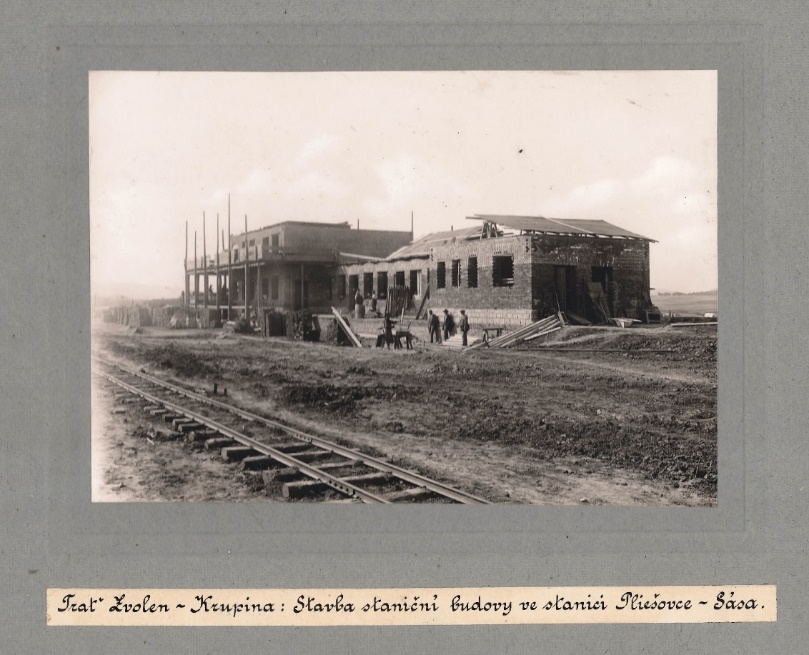 Trať Zvolen - Krupina: Stavba staniční budovy ve stanici Pliešovce - Sása.